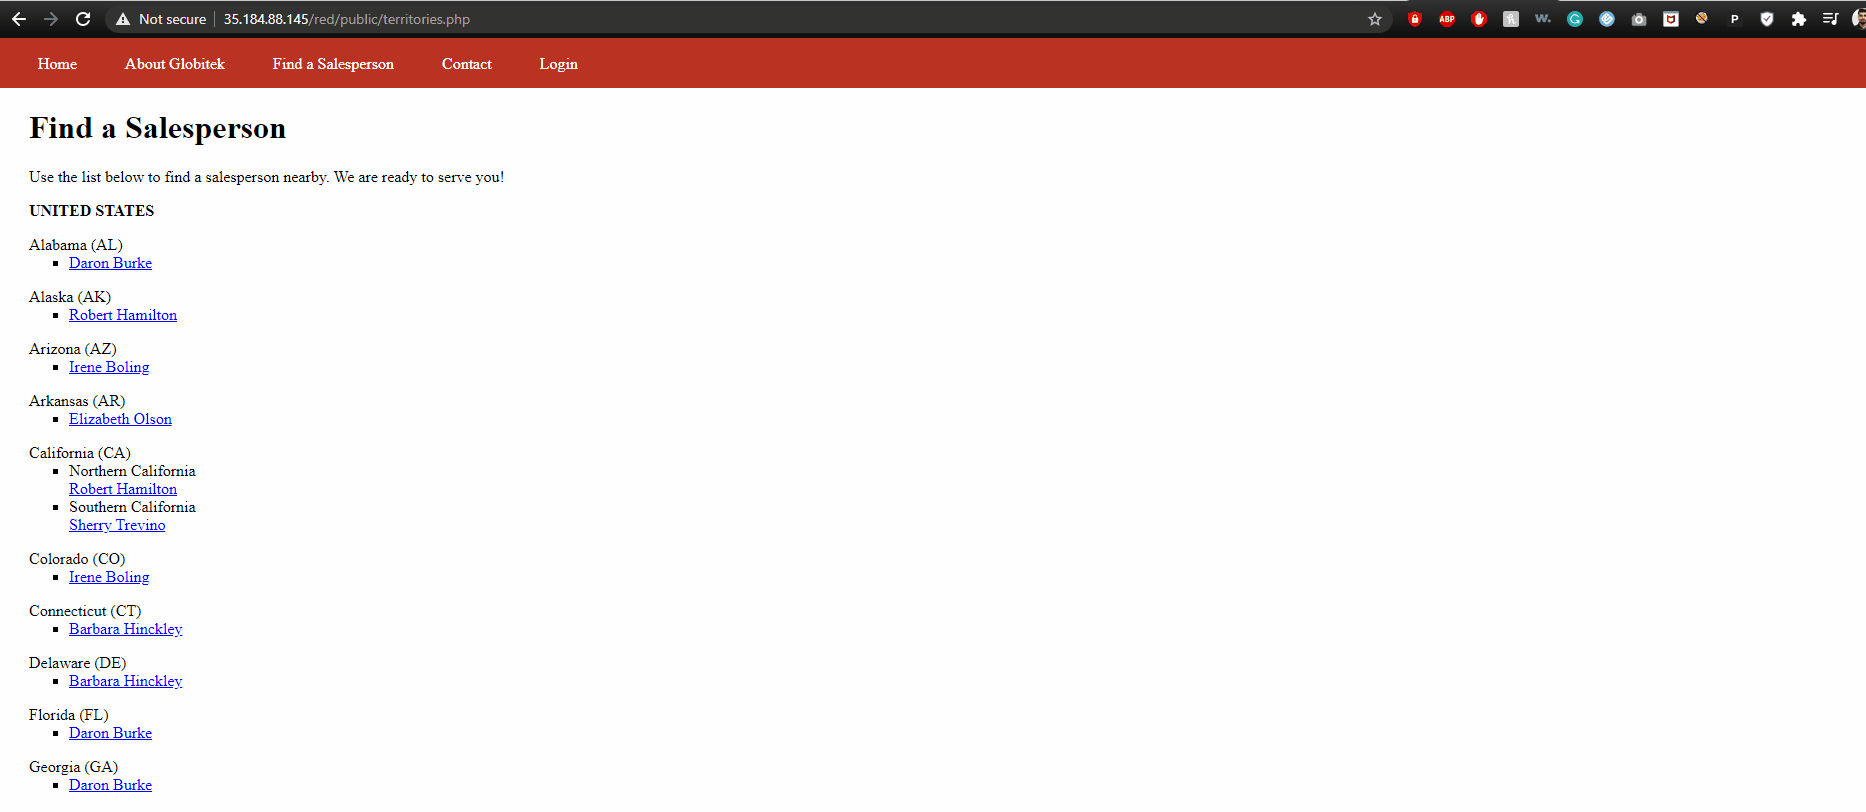 Not secure 35.184.88.145/red/public/territories.php
ABP W. G P
Home About Globitek Find a Salesperson Contact Login
Find a Salesperson
Use the list below to find a salesperson nearby. We are ready to serve you!
UNITED STATES
Alabama (AL)
Daron Burke
Alaska (AK)
Robert Hamilton
Arizona (AZ)
Irene Boling
Arkansas (AR)
Elizabeth Olson
California (CA)
Northern California
Robert Hamilton
Southern California
Sherry Trevino
Colorado (CO)
Irene Boling
Connecticut (CT)
Barbara Hinckley
Delaware (DE)
Barbara Hinckley
Florida (FL)
Daron Burke
Georgia (GA)
Daron Burke